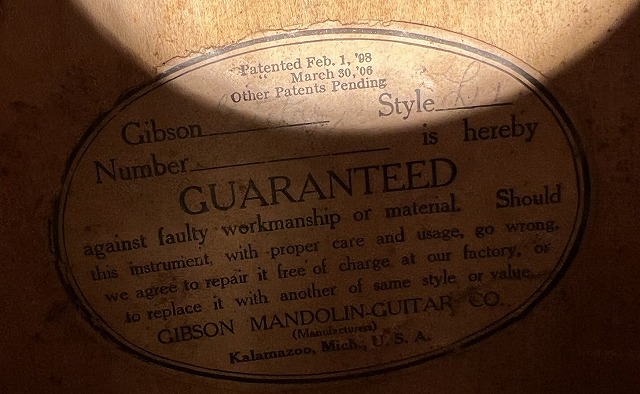 Patented Feb. 1, '98
March 30, '06
Other Patents Pending
Gibson Style
Number is hereby
GUARANTEED
against faulty workmanship or material. Should
this instrument, with proper care and usage, go wrong,
we agree to repair it free of charge at our factory, or
to replace it with another of same style or value.
GIBSON MANDOLIN-GUITAR CO.
(Manufacturers)
Kalamazoo, Mich., U. S. A.